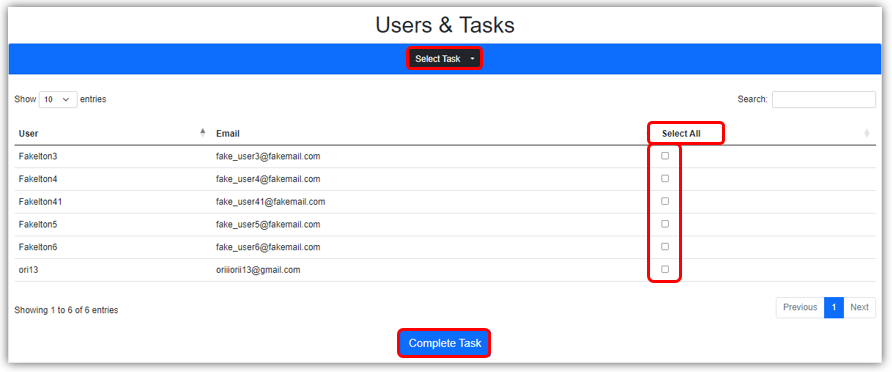 Users & Tasks
Select Task
Show 10 entries Search:
User Email Select All
Fakelton3 fake_user3@fakemail.com
Fakelton4 fake_user4@fakemail.com
Fakelton41 fake_user41@fakemail.com
Fakelton5 fake_user5@fakemail.com
Fakelton6 fake_user6@fakemail.com
ori13 oriiiorii13@gmail.com
Showing 1 to 6 of 6 entries Previous 1 Next
Complete Task